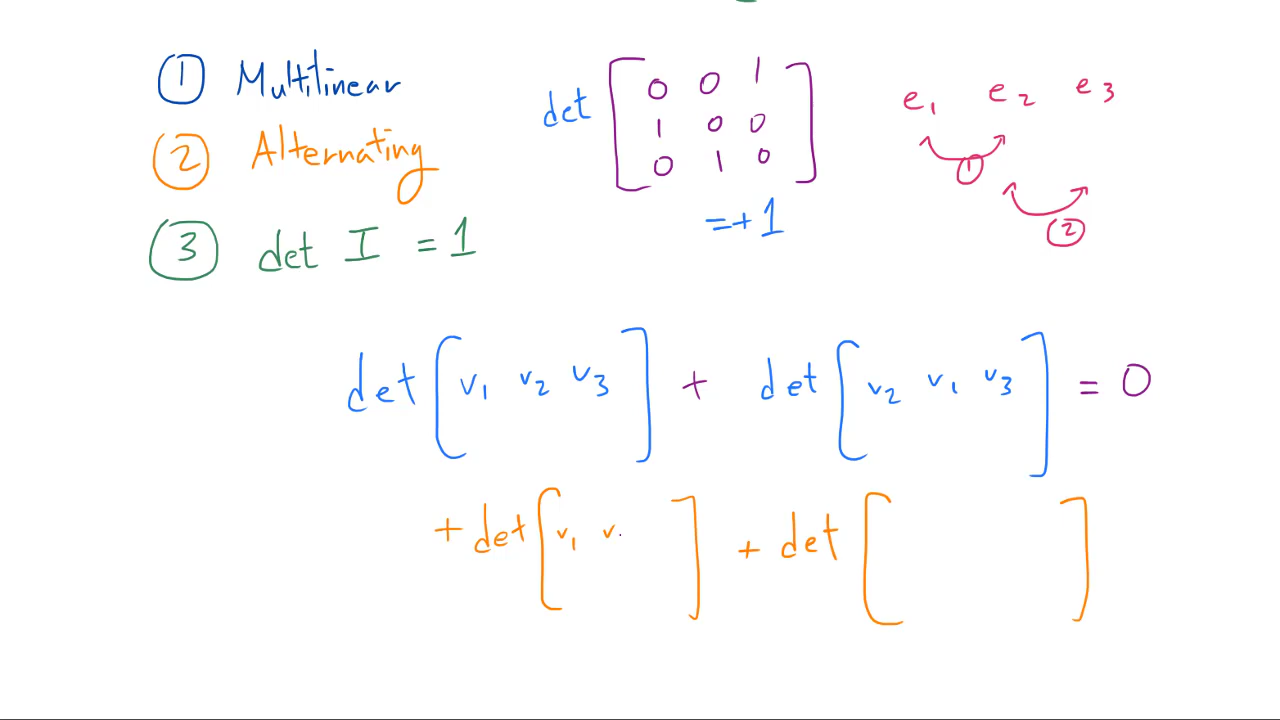 ① Multilinear
② Alternating
③ det I = 1
det [ 0 0 1
1 0 0
0 1 0 ]
= + 1
e₁ e₂ e₃
①
②
det [ v₁ v₂ v₃ ] + det [ v₂ v₁ v₃ ] = 0
+ det [ v₁ v ] + det [ ]